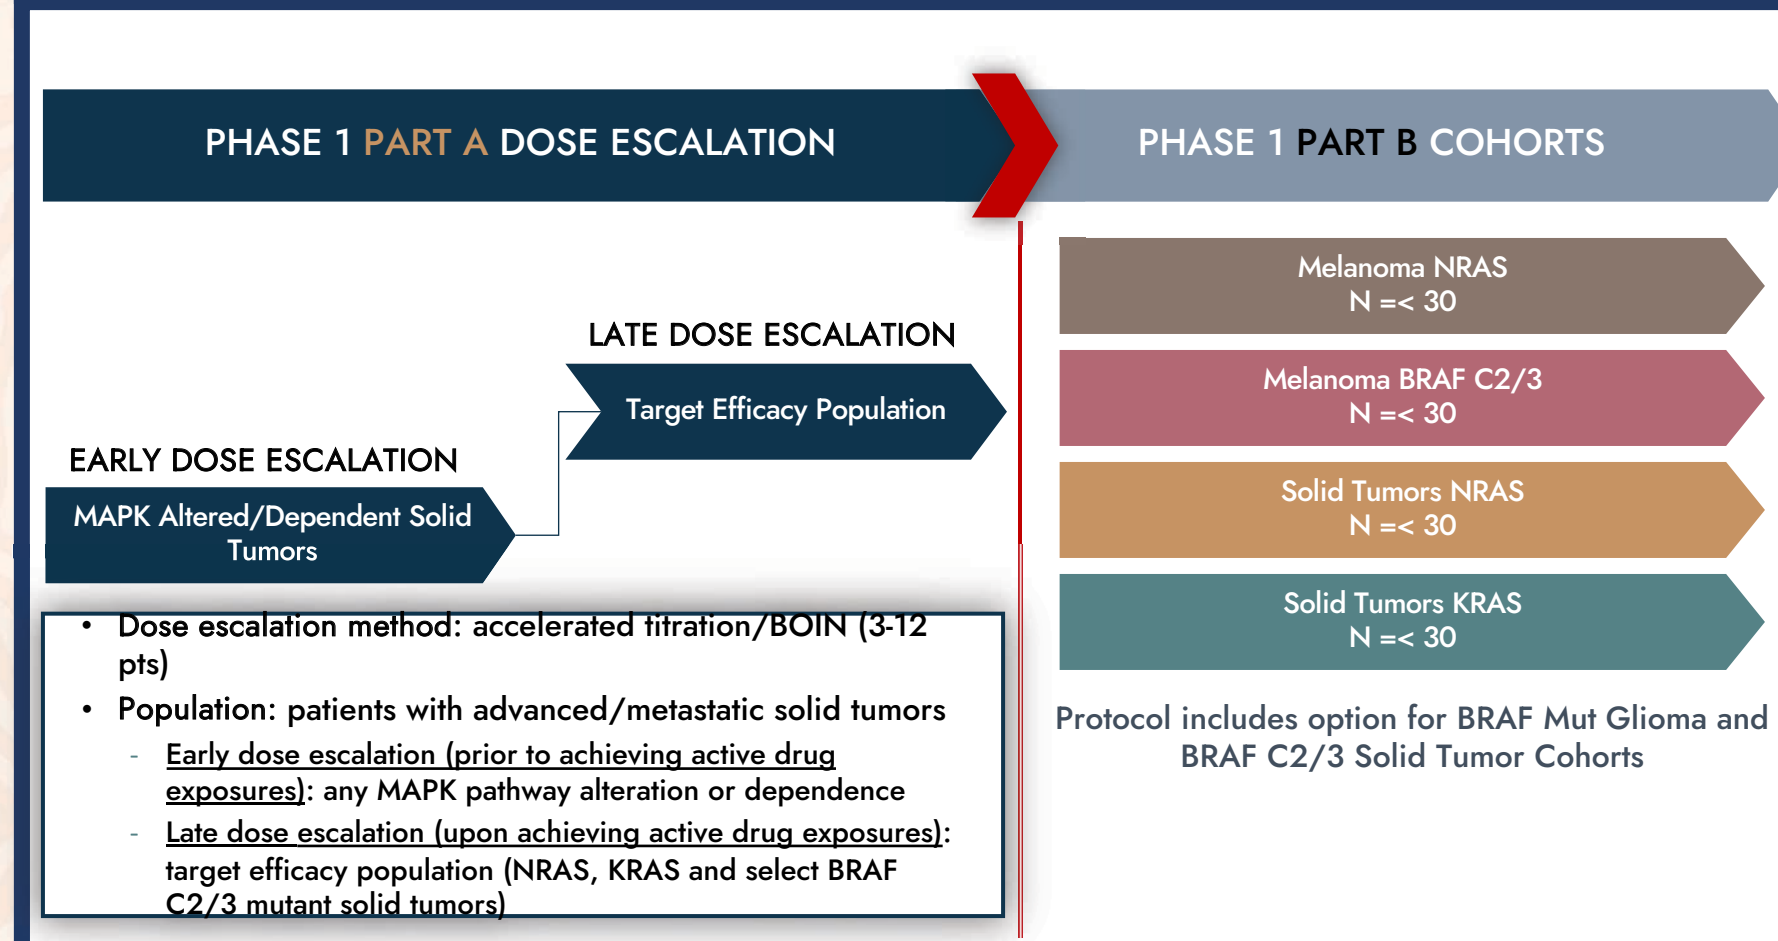 PHASE 1 PART A DOSE ESCALATION
PHASE 1 PART B COHORTS
LATE DOSE ESCALATION
Target Efficacy Population
EARLY DOSE ESCALATION
MAPK Altered/Dependent Solid
Tumors
• Dose escalation method: accelerated titration/BOIN (3-12
pts)
• Population: patients with advanced/metastatic solid tumors
- Early dose escalation (prior to achieving active drug
exposures): any MAPK pathway alteration or dependence
- Late dose escalation (upon achieving active drug exposures):
target efficacy population (NRAS, KRAS and select BRAF
C2/3 mutant solid tumors)
Melanoma NRAS
N =< 30
Melanoma BRAF C2/3
N =< 30
Solid Tumors NRAS
N =< 30
Solid Tumors KRAS
N =< 30
Protocol includes option for BRAF Mut Glioma and
BRAF C2/3 Solid Tumor Cohorts